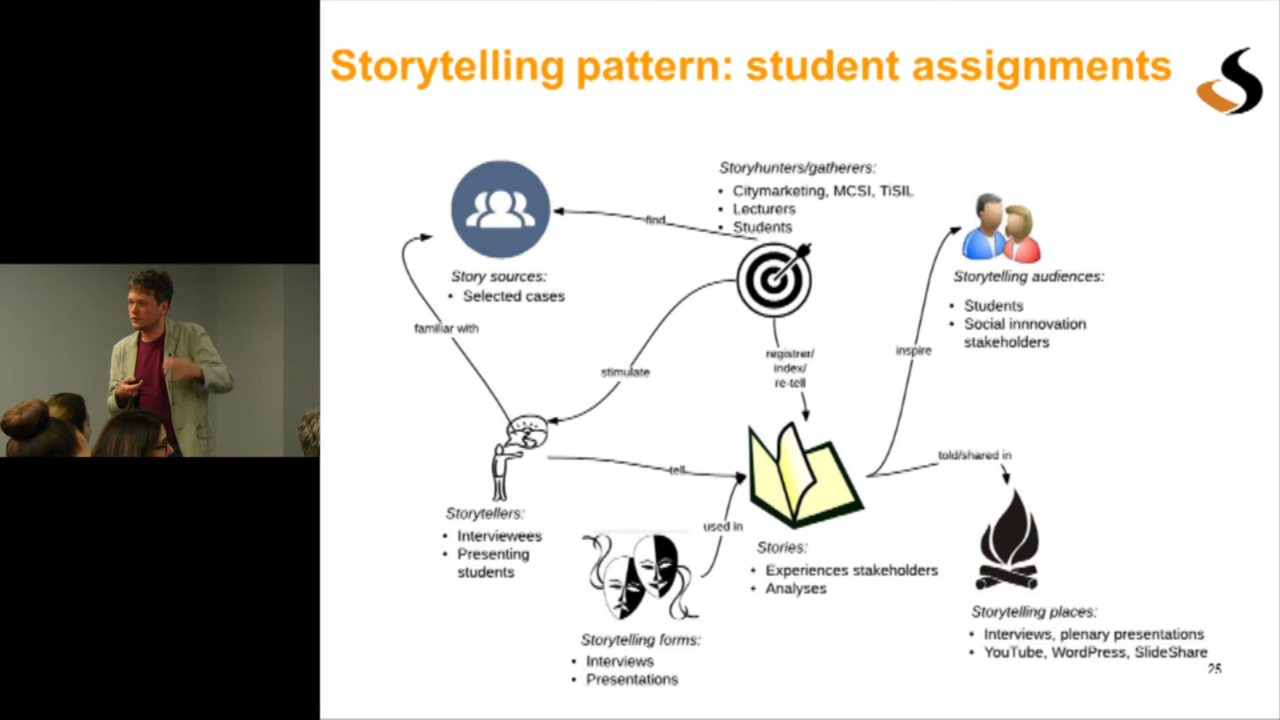 Storytelling pattern: student assignments
Storyhunters/gatherers:
• Citymarketing, MCSI, TiSIL
• Lecturers
• Students
find
Story sources:
• Selected cases
Storytelling audiences:
• Students
• Social innnovation
stakeholders
familiar with
stimulate
registrer/
index/
re-tell
inspire
tell
told/shared in
used in
Storytellers:
• Interviewees
• Presenting
students
Stories:
• Experiences stakeholders
• Analyses
Storytelling forms:
• Interviews
• Presentations
Storytelling places:
• Interviews, plenary presentations
• YouTube, WordPress, SlideShare
25